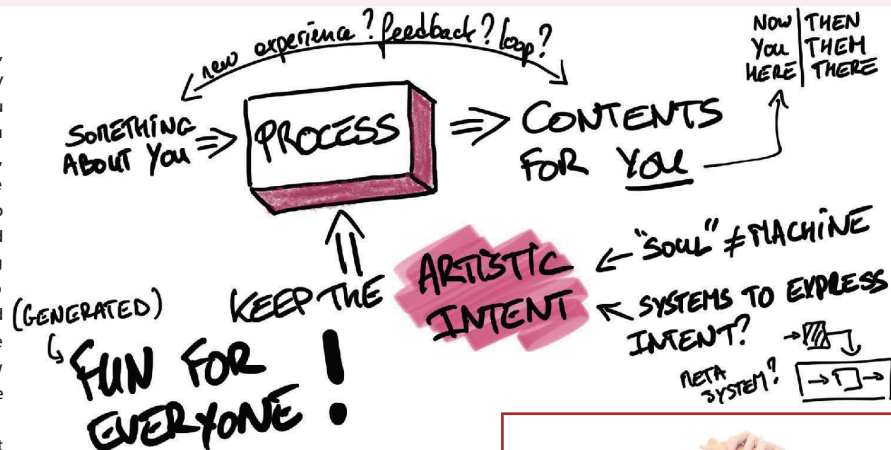 new experience? feedback? loop?
NOW | THEN
YOU | THEM
HERE | THERE
SOMETHING
ABOUT YOU
PROCESS
CONTENTS
FOR YOU
KEEP THE
ARTISTIC
INTENT
"SOUL" ≠ MACHINE
SYSTEMS TO EXPRESS
INTENT?
META
SYSTEM?
(GENERATED)
FUN FOR
EVERYONE!